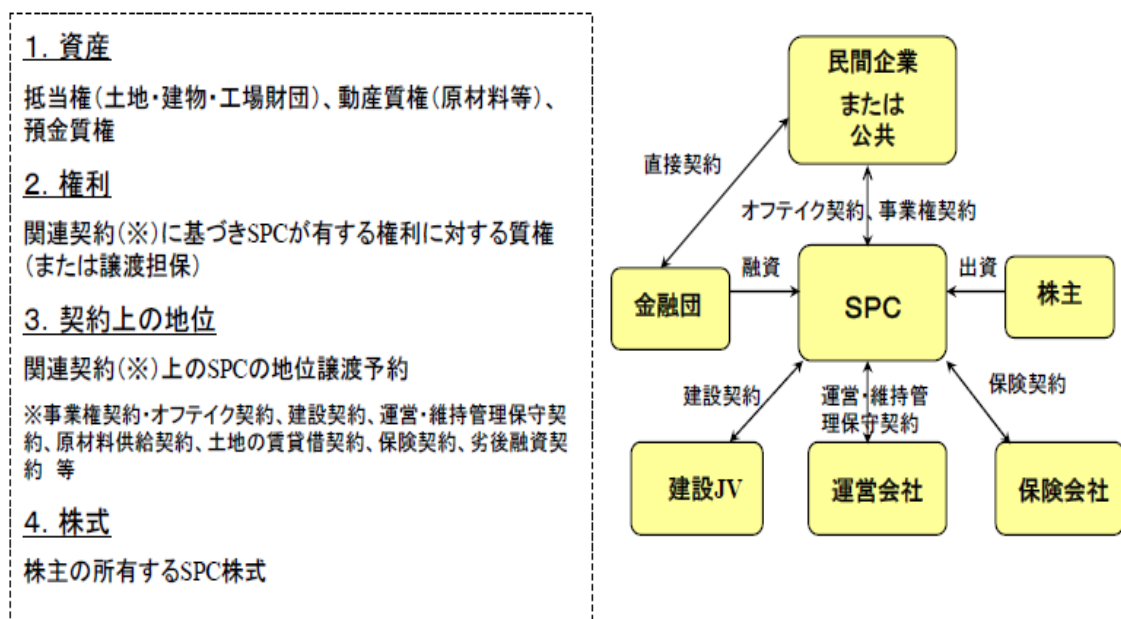 1．資産
抵当権（土地・建物・工場財団）、動産質権（原材料等）、
預金質権
2．権利
関連契約（※）に基づきSPCが有する権利に対する質権
（または譲渡担保）
3．契約上の地位
関連契約（※）上のSPCの地位譲渡予約
※事業権契約・オフテイク契約、建設契約、運営・維持管理保守契
約、原材料供給契約、土地の賃貸借契約、保険契約、劣後融資契
約　等
4．株式
株主の所有するSPC株式
民間企業
または
公共
直接契約
オフテイク契約、事業権契約
金融団
融資
SPC
出資
株主
建設契約
運営・維持管
理保守契約
保険契約
建設JV
運営会社
保険会社